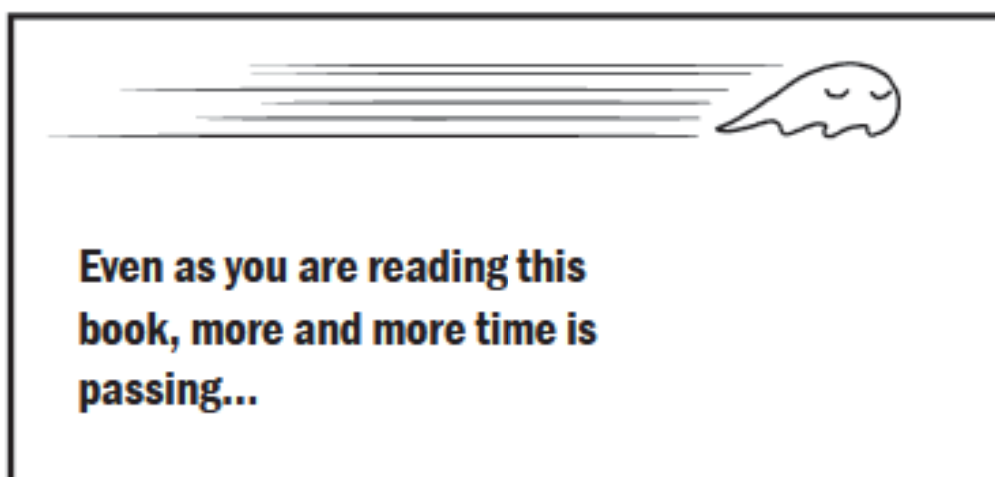 Even as you are reading this
book, more and more time is
passing...